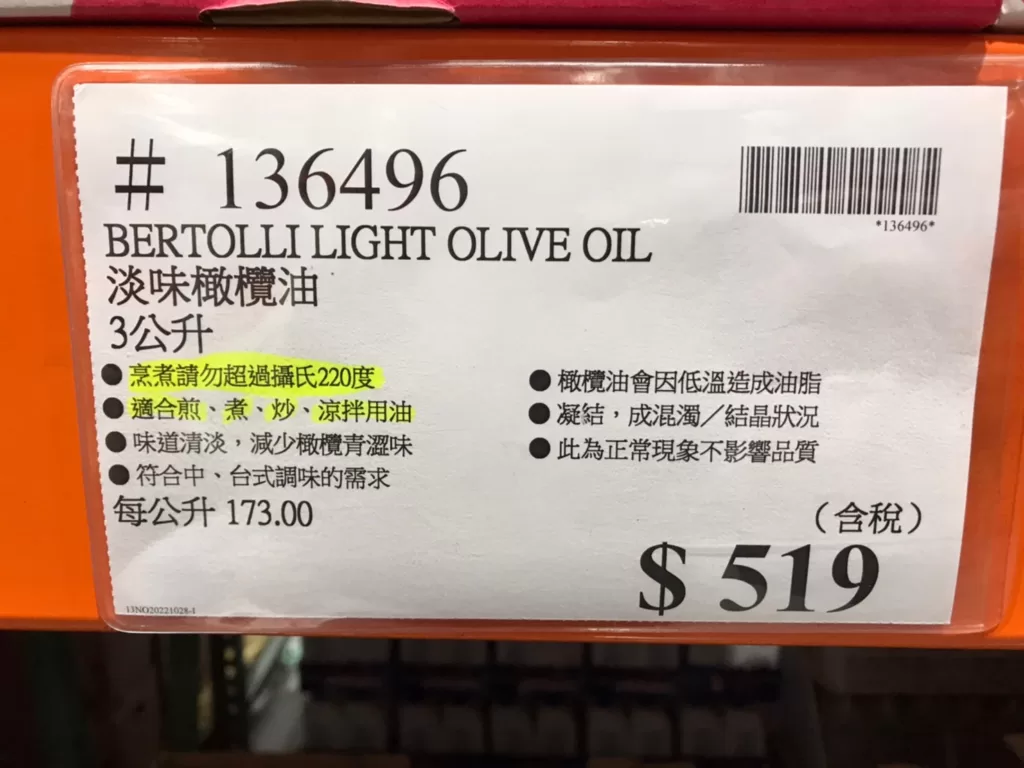 # 136496
*136496*
BERTOLLI LIGHT OLIVE OIL
淡味橄欖油
3公升
●烹煮請勿超過攝氏220度
●適合煎、煮、炒、涼拌用油
●味道清淡，減少橄欖青澀味
●符合中、台式調味的需求
●橄欖油會因低溫造成油脂
●凝結，成混濁／結晶狀況
●此為正常現象不影響品質
每公升 173.00
（含稅）
$ 519
13NO20221028-1